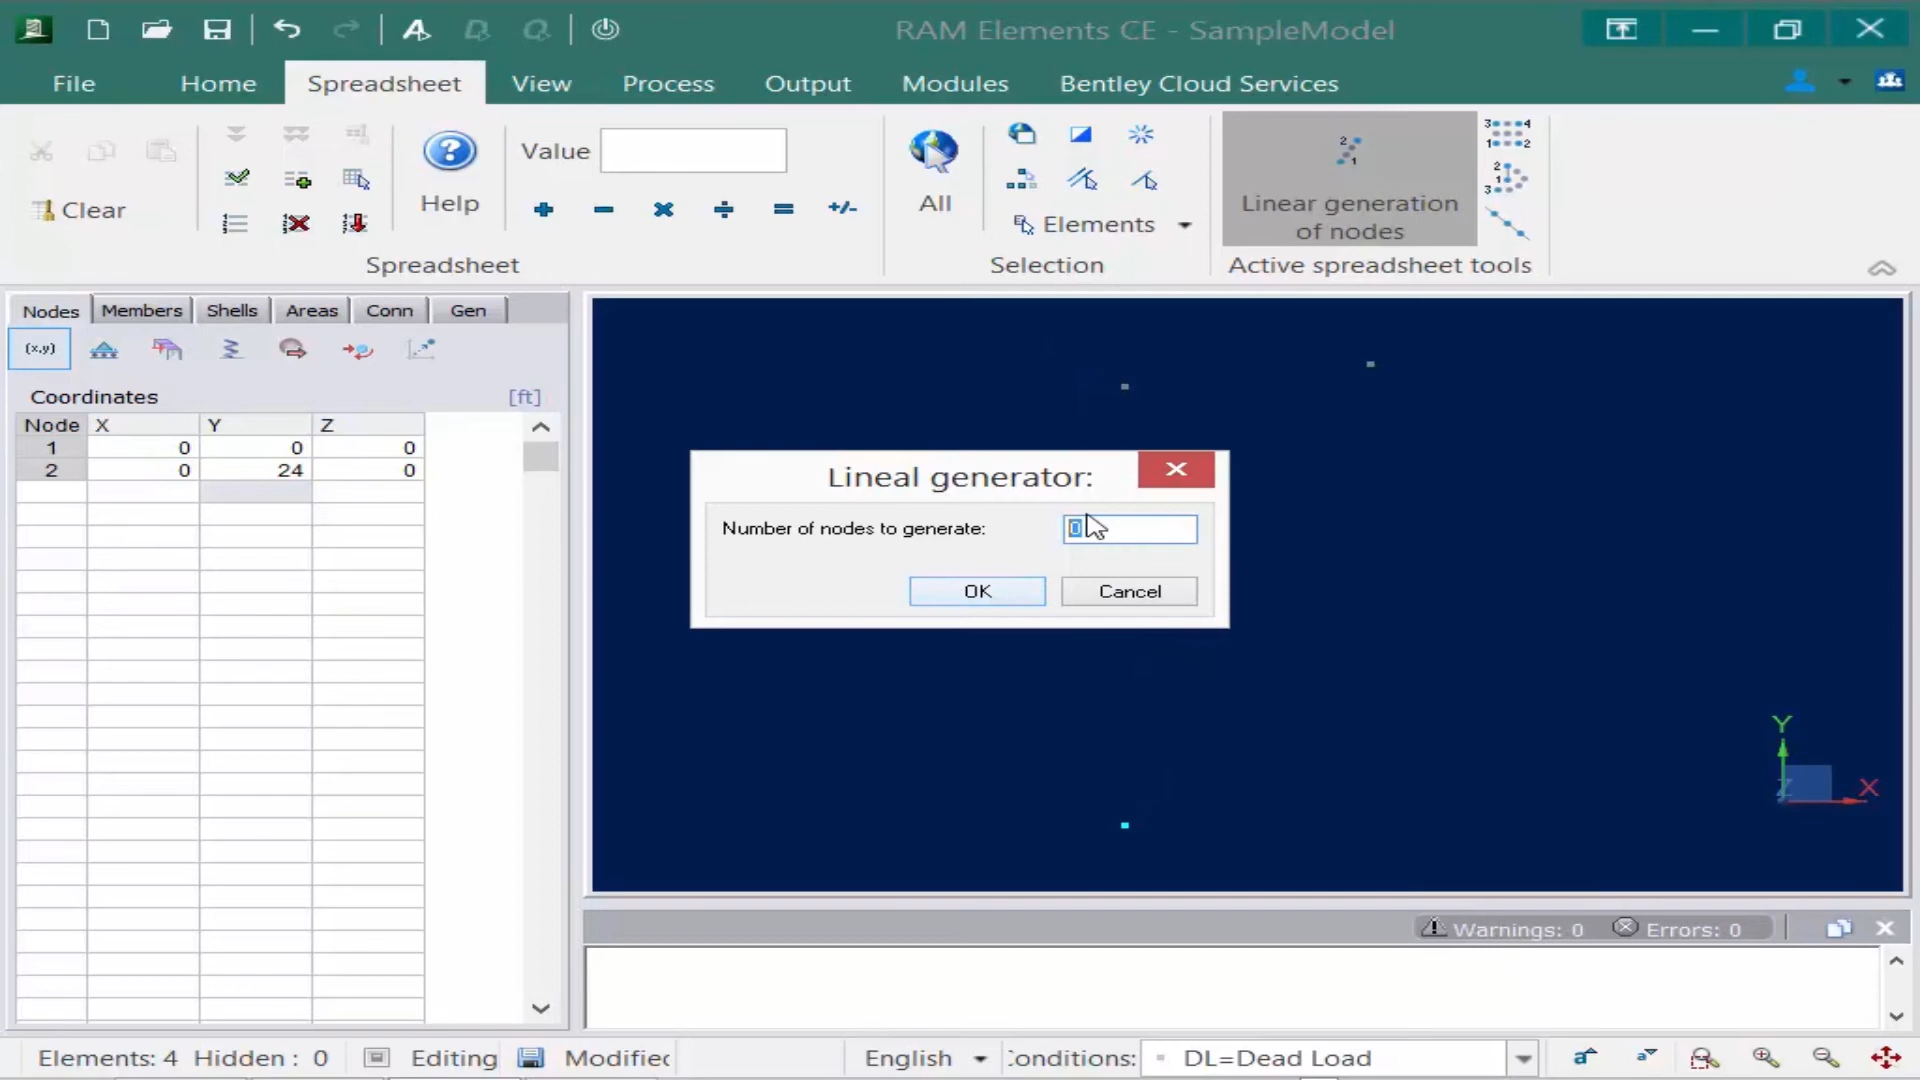 RAM Elements CE - SampleModel
File Home Spreadsheet View Process Output Modules Bentley Cloud Services
Clear
Help
Value
All
Elements
Linear generation
of nodes
Spreadsheet
Selection
Active spreadsheet tools
Nodes Members Shells Areas Conn Gen
(x,y)
Coordinates [ft]
Node X Y Z
1 0 0 0
2 0 24 0
Lineal generator:
Number of nodes to generate: 0
OK Cancel
Y
Z X
Warnings: 0 Errors: 0
Elements: 4 Hidden : 0 Editing Modified English Conditions: DL=Dead Load